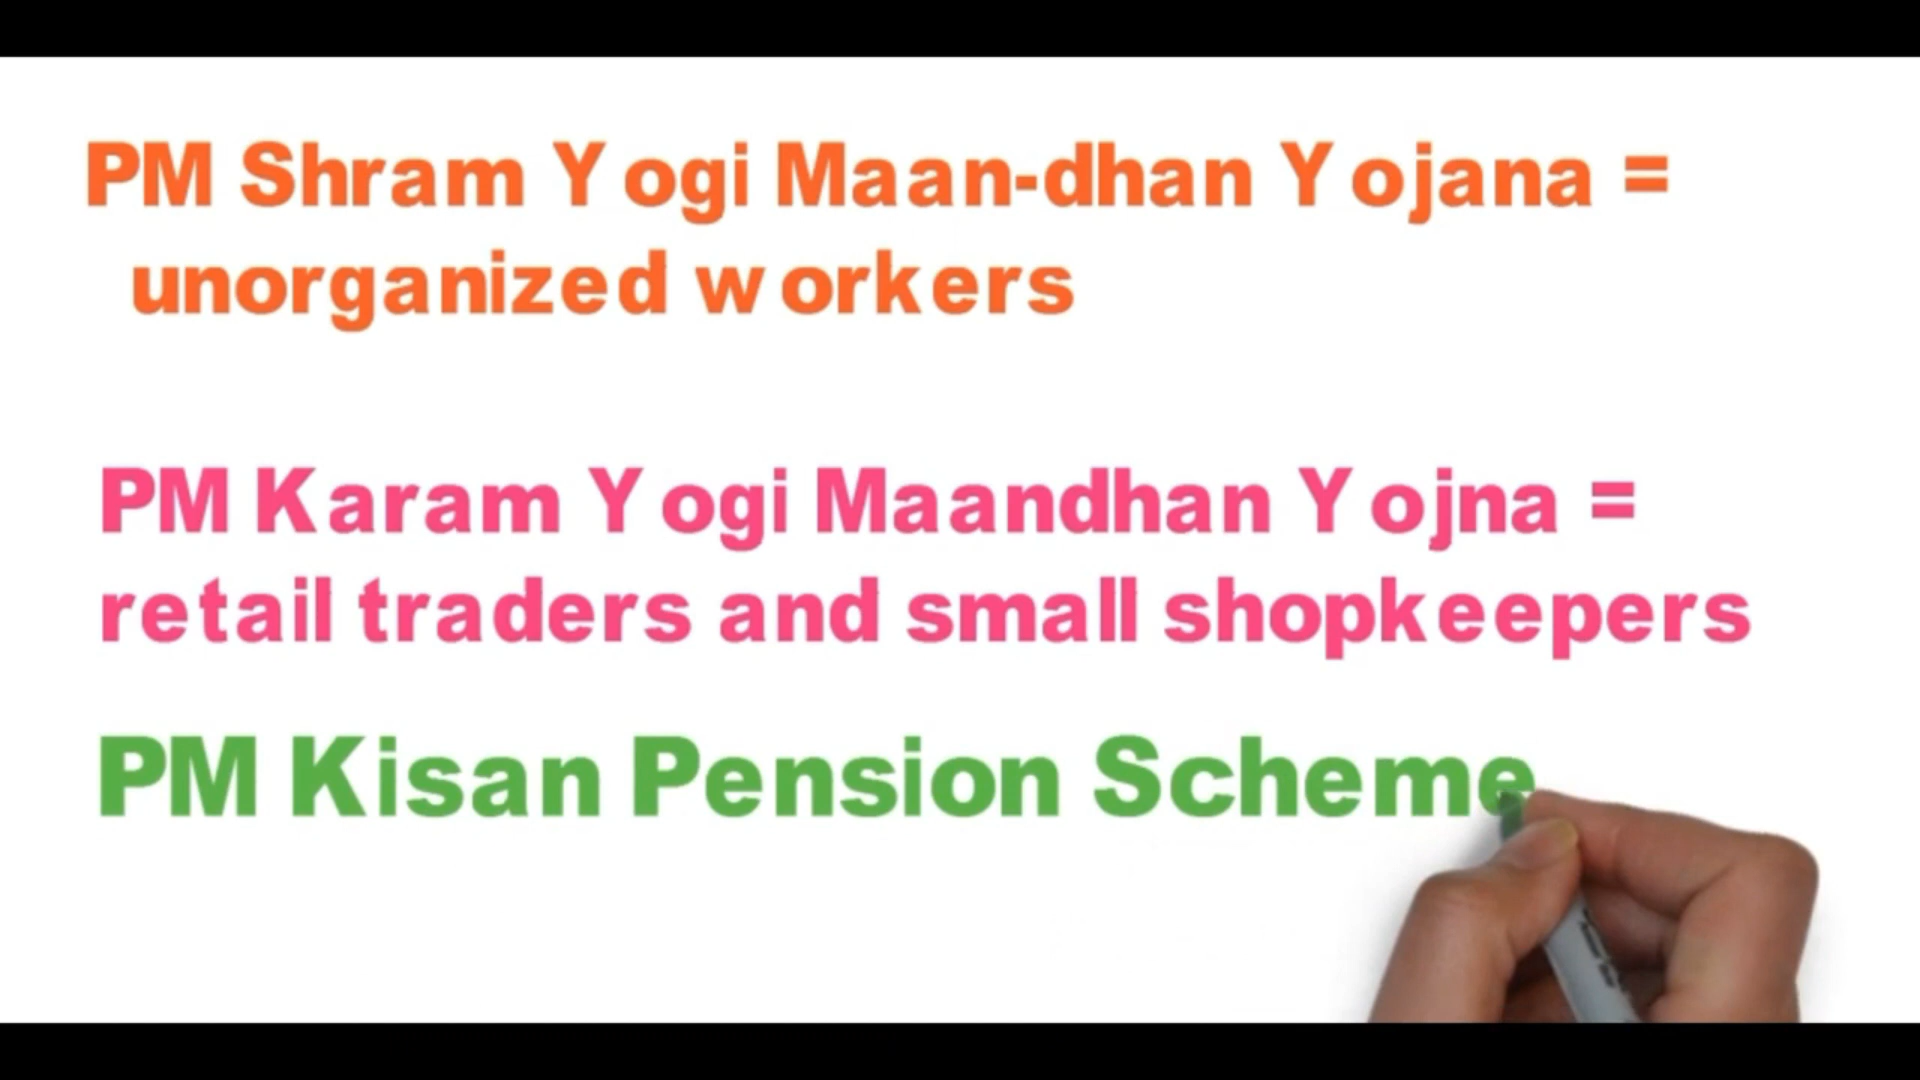 PM Shram Yogi Maan-dhan Yojana =
unorganized workers
PM Karam Yogi Maandhan Yojna =
retail traders and small shopkeepers
PM Kisan Pension Scheme